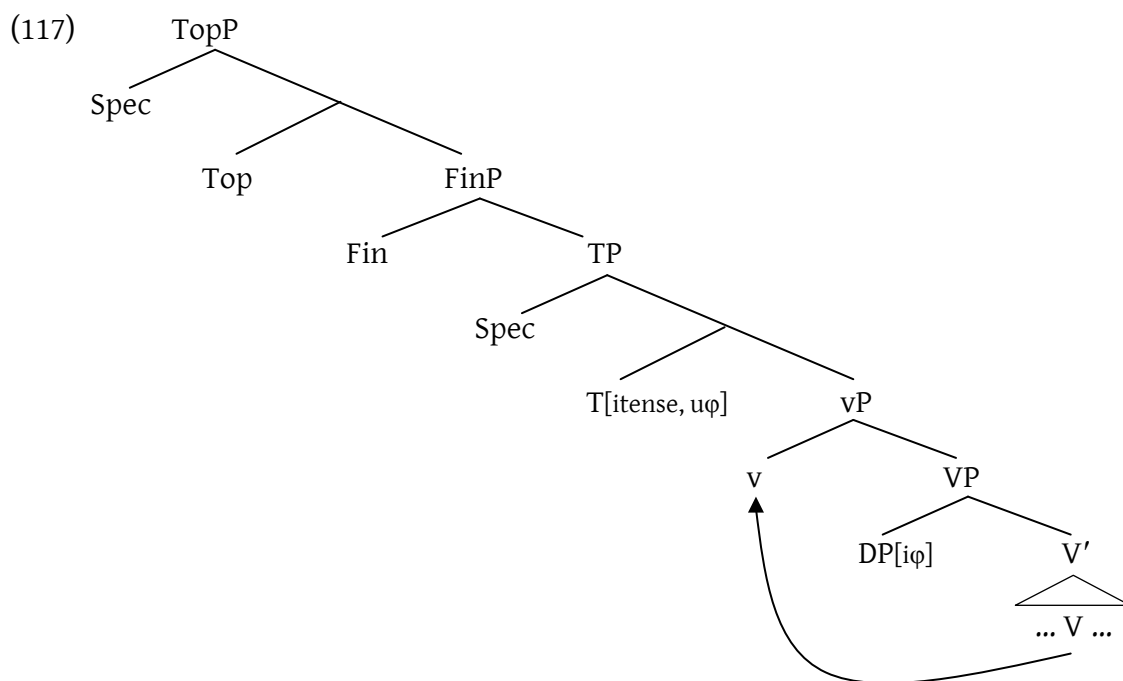 (117) TopP
Spec
Top FinP
Fin TP
Spec
T[itense, uφ] vP
v VP
DP[iφ] V′
... V ...